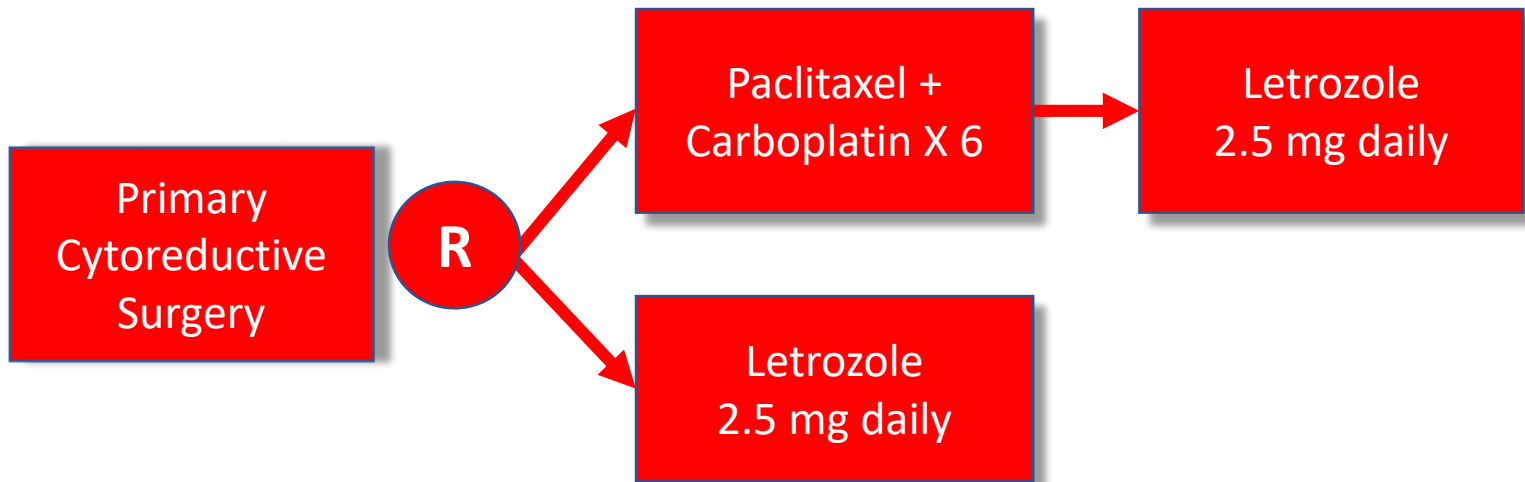 Primary
Cytoreductive
Surgery
R
Paclitaxel +
Carboplatin X 6
Letrozole
2.5 mg daily
Letrozole
2.5 mg daily